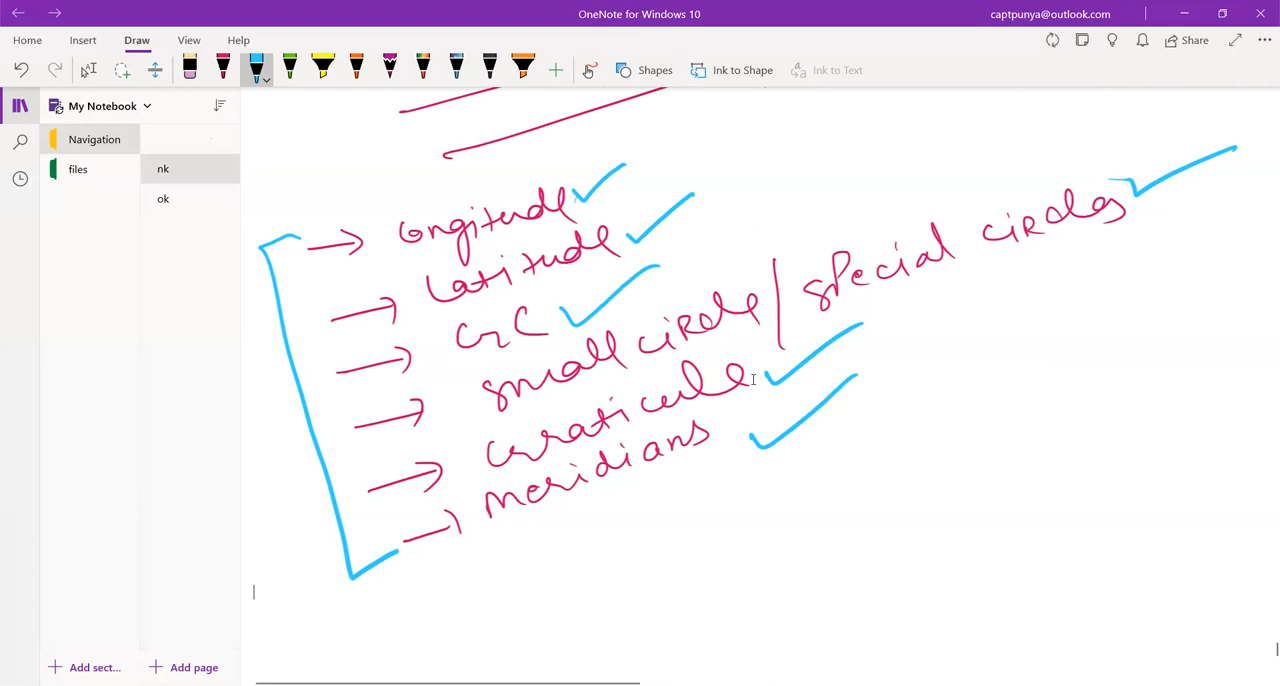 OneNote for Windows 10
captpunya@outlook.com
Home
Insert
Draw
View
Help
Share
Shapes
Ink to Shape
Ink to Text
My Notebook
Navigation
files
nk
ok
→ Longitude ✓
→ Latitude ✓
→ GC ✓
→ Small circle / special circles ✓
→ Graticule ✓
→ Meridians ✓
+ Add sect...
+ Add page